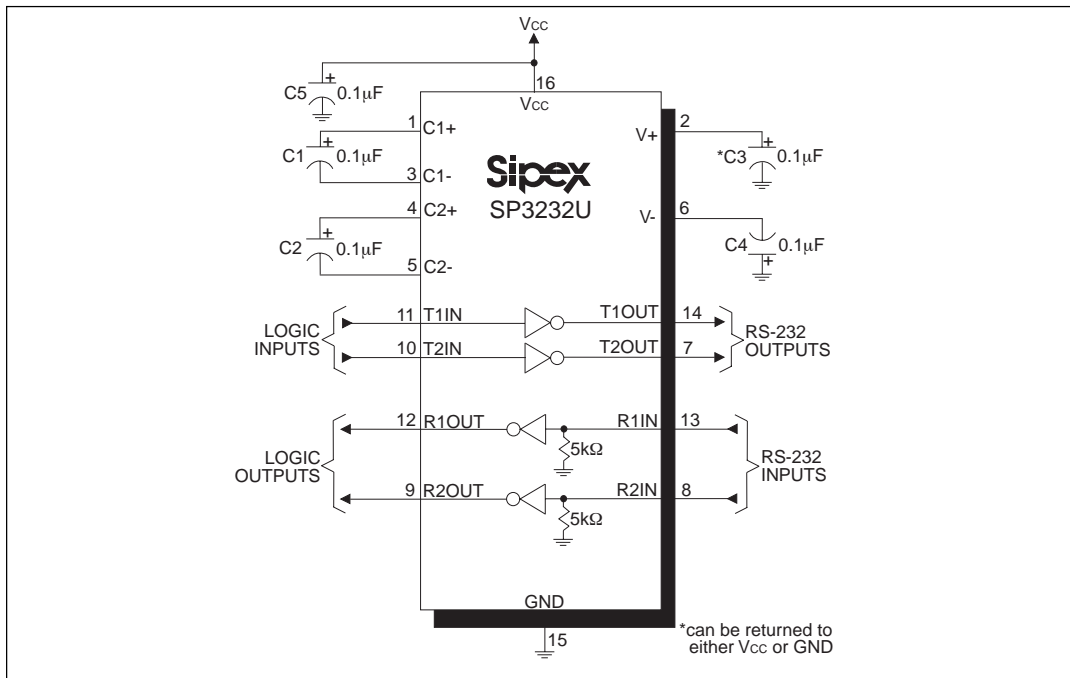 VCC
C5
+
0.1µF
16
VCC
1
C1+
C1
+
0.1µF
3
C1-
4
C2+
C2
+
0.1µF
5
C2-
Sipex
SP3232U
V+
2
*C3
+
0.1µF
V-
6
C4
0.1µF
+
LOGIC
INPUTS
11
T1IN
T1OUT
14
10
T2IN
T2OUT
7
RS-232
OUTPUTS
LOGIC
OUTPUTS
12
R1OUT
R1IN
13
5kΩ
9
R2OUT
R2IN
8
5kΩ
RS-232
INPUTS
GND
15
*can be returned to
either VCC or GND